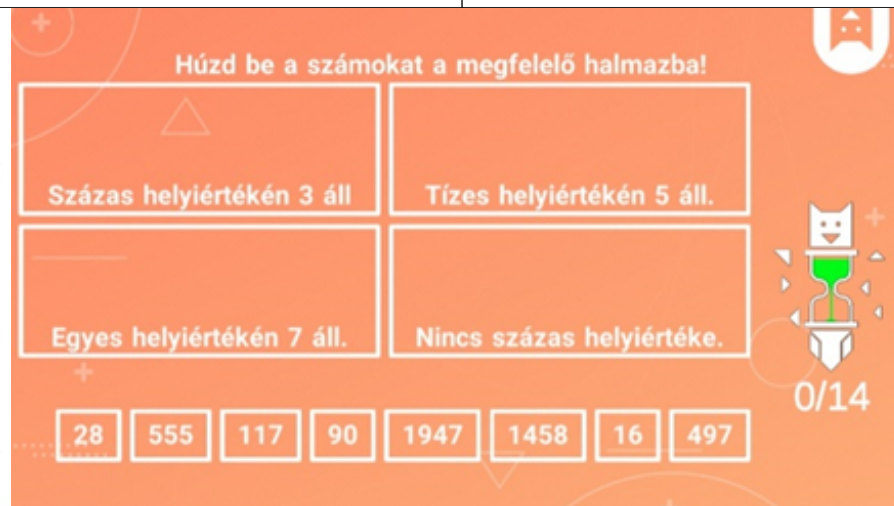 Húzd be a számokat a megfelelő halmazba!
Százas helyiértékén 3 áll
Tízes helyiértékén 5 áll.
Egyes helyiértékén 7 áll.
Nincs százas helyiértéke.
0/14
28 555 117 90 1947 1458 16 497